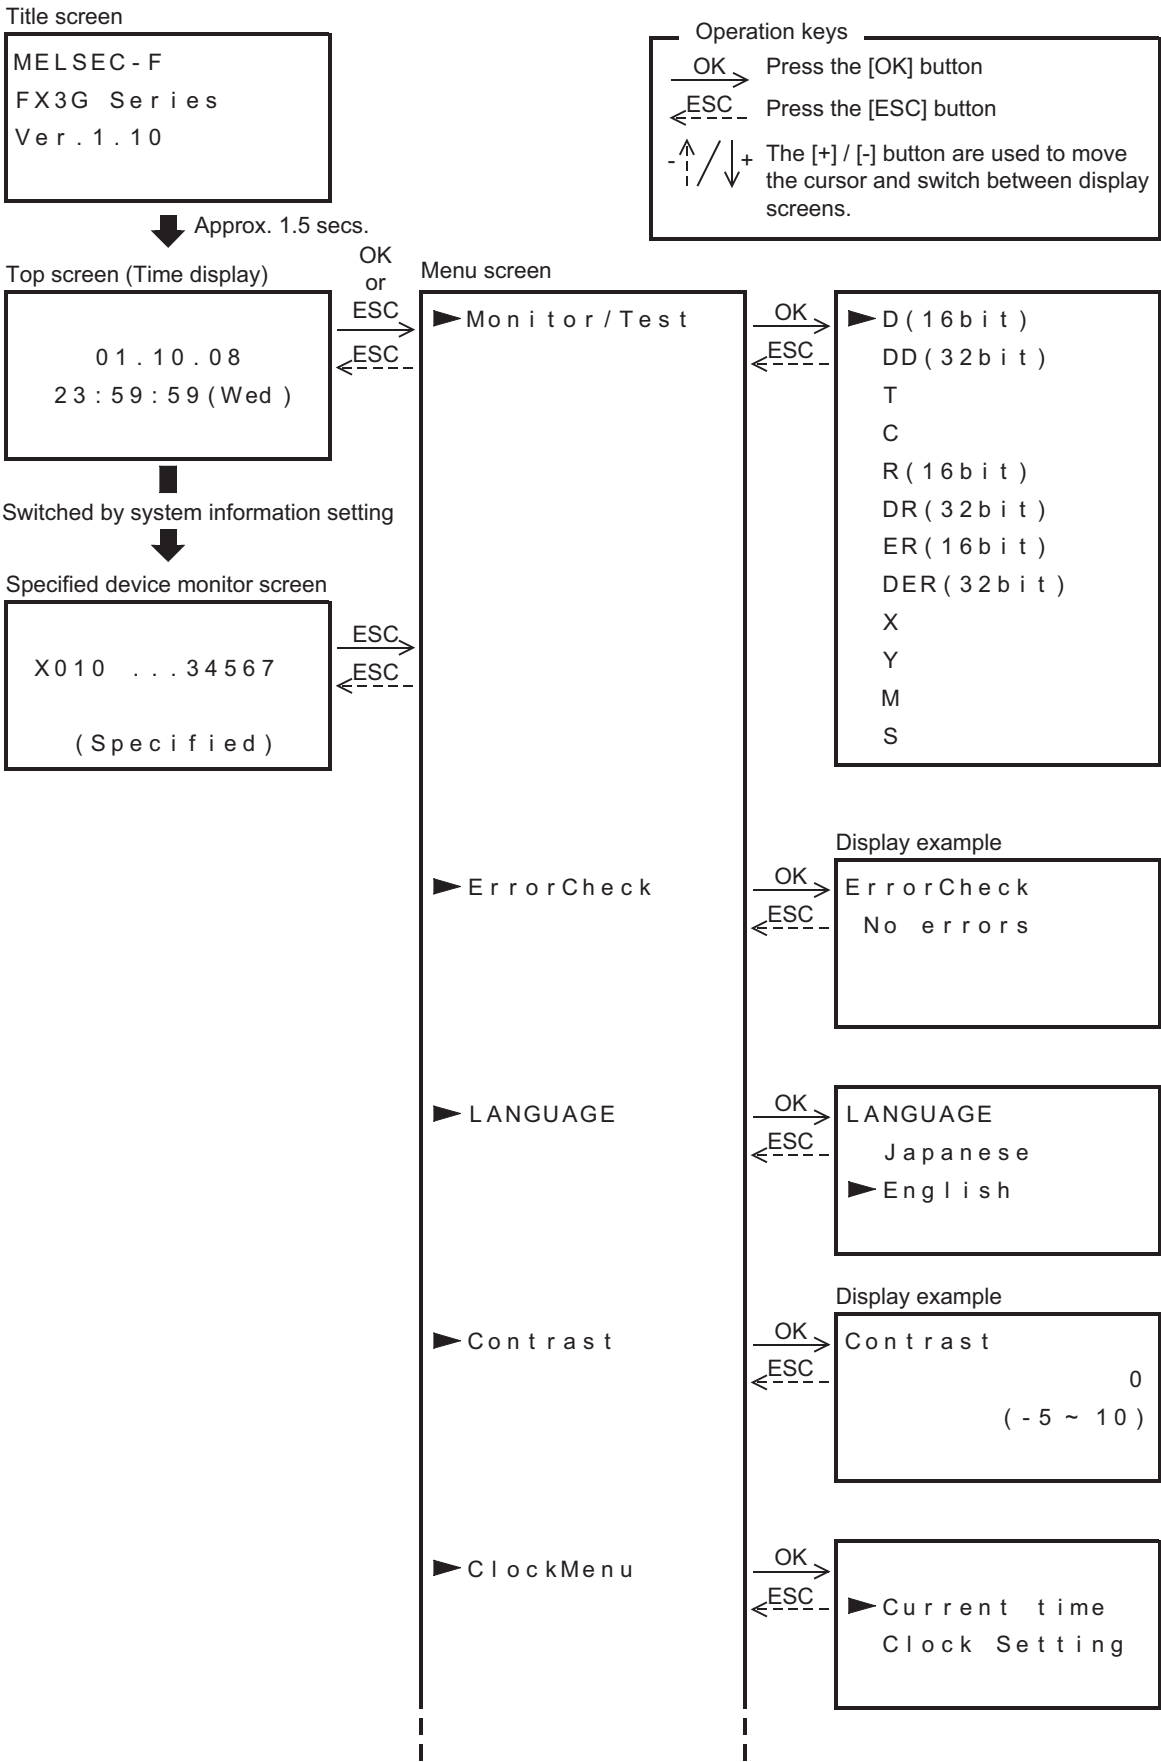 Title screen
MELSEC-F
FX3G Series
Ver.1.10
Operation keys
OK Press the [OK] button
ESC Press the [ESC] button
- / + The [+] / [-] button are used to move
the cursor and switch between display
screens.
Approx. 1.5 secs.
Top screen (Time display)
01.10.08
23:59:59(Wed)
OK
or
ESC
ESC
Switched by system information setting
Specified device monitor screen
X010 ...34567
(Specified)
ESC
ESC
Menu screen
Monitor/Test
OK
ESC
D(16bit)
DD(32bit)
T
C
R(16bit)
DR(32bit)
ER(16bit)
DER(32bit)
X
Y
M
S
ErrorCheck
OK
ESC
Display example
ErrorCheck
No errors
LANGUAGE
OK
ESC
LANGUAGE
Japanese
English
Contrast
OK
ESC
Display example
Contrast
0
(-5 ~ 10)
ClockMenu
OK
ESC
Current time
Clock Setting